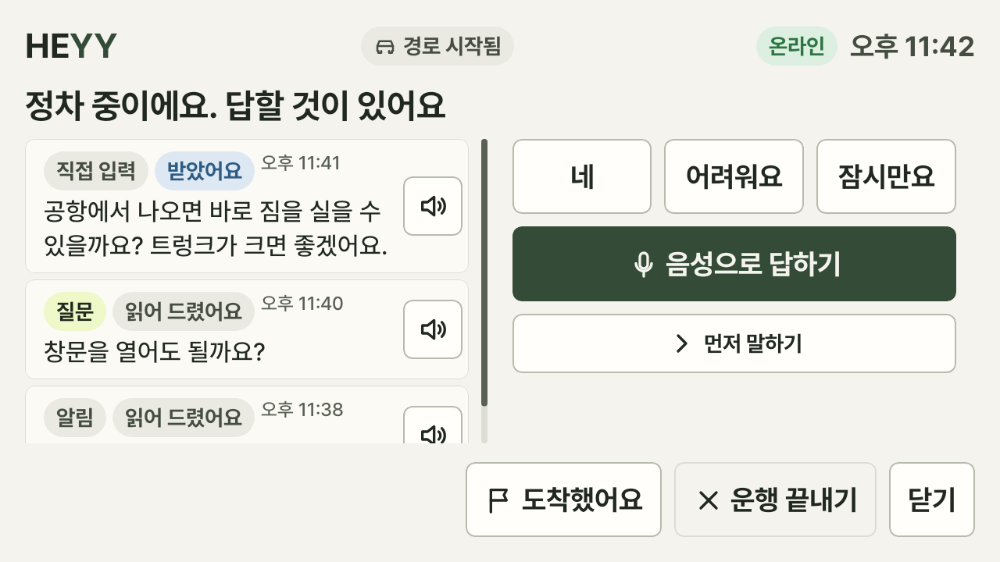 HEYY
경로 시작됨
온라인
오후 11:42
정차 중이에요. 답할 것이 있어요
직접 입력
받았어요
오후 11:41
공항에서 나오면 바로 짐을 실을 수
있을까요? 트렁크가 크면 좋겠어요.
질문
읽어 드렸어요
오후 11:40
창문을 열어도 될까요?
알림
읽어 드렸어요
오후 11:38
네
어려워요
잠시만요
음성으로 답하기
먼저 말하기
도착했어요
운행 끝내기
닫기